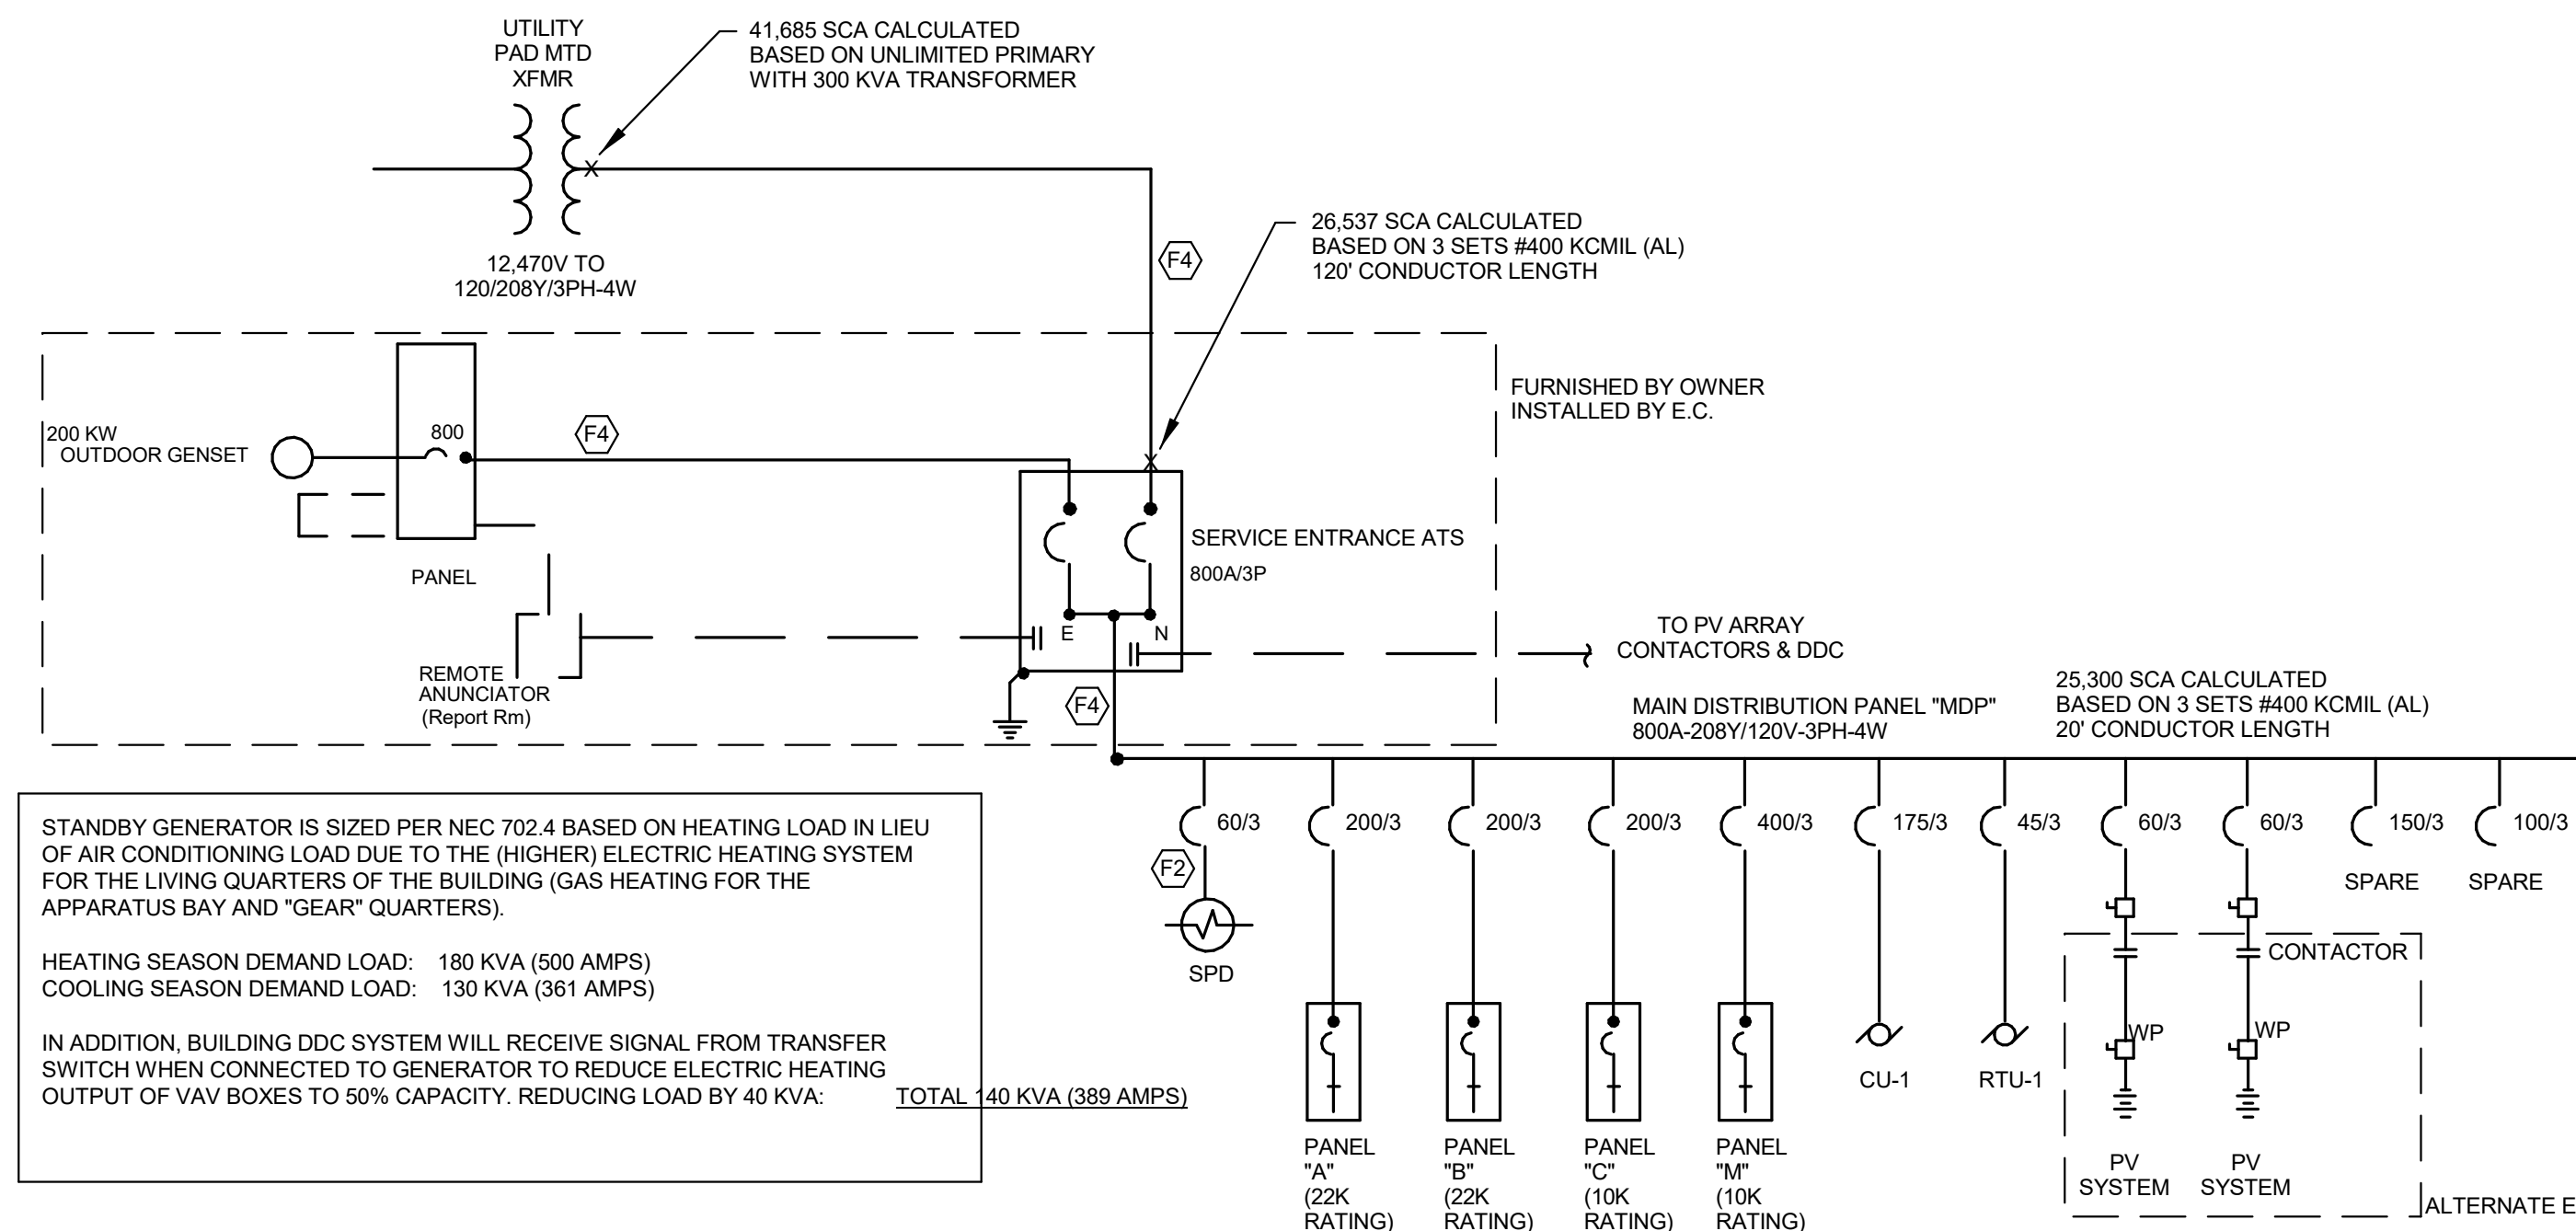 UTILITY
PAD MTD
XFMR
41,685 SCA CALCULATED
BASED ON UNLIMITED PRIMARY
WITH 300 KVA TRANSFORMER
X
12,470V TO
120/208Y/3PH-4W
F4
26,537 SCA CALCULATED
BASED ON 3 SETS #400 KCMIL (AL)
120' CONDUCTOR LENGTH
FURNISHED BY OWNER
INSTALLED BY E.C.
200 KW
OUTDOOR GENSET
800
F4
X
PANEL
SERVICE ENTRANCE ATS
800A/3P
E
N
REMOTE
ANUNCIATOR
(Report Rm)
F4
TO PV ARRAY
CONTACTORS & DDC
MAIN DISTRIBUTION PANEL "MDP"
800A-208Y/120V-3PH-4W
25,300 SCA CALCULATED
BASED ON 3 SETS #400 KCMIL (AL)
20' CONDUCTOR LENGTH
STANDBY GENERATOR IS SIZED PER NEC 702.4 BASED ON HEATING LOAD IN LIEU
OF AIR CONDITIONING LOAD DUE TO THE (HIGHER) ELECTRIC HEATING SYSTEM
FOR THE LIVING QUARTERS OF THE BUILDING (GAS HEATING FOR THE
APPARATUS BAY AND "GEAR" QUARTERS).
HEATING SEASON DEMAND LOAD: 180 KVA (500 AMPS)
COOLING SEASON DEMAND LOAD: 130 KVA (361 AMPS)
IN ADDITION, BUILDING DDC SYSTEM WILL RECEIVE SIGNAL FROM TRANSFER
SWITCH WHEN CONNECTED TO GENERATOR TO REDUCE ELECTRIC HEATING
OUTPUT OF VAV BOXES TO 50% CAPACITY. REDUCING LOAD BY 40 KVA: TOTAL 140 KVA (389 AMPS)
60/3
200/3
200/3
200/3
400/3
175/3
45/3
60/3
60/3
150/3
100/3
F2
SPD
SPARE
SPARE
CONTACTOR
WP
WP
CU-1
RTU-1
PANEL
"A"
(22K
RATING)
PANEL
"B"
(22K
RATING)
PANEL
"C"
(10K
RATING)
PANEL
"M"
(10K
RATING)
PV
SYSTEM
PV
SYSTEM
ALTERNATE E